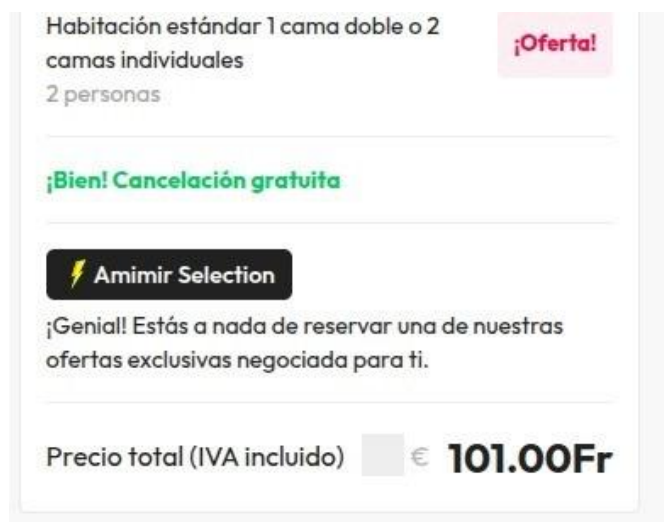 Habitación estándar 1 cama doble o 2
camas individuales
¡Oferta!
2 personas
¡Bien! Cancelación gratuita
Amimir Selection
¡Genial! Estás a nada de reservar una de nuestras
ofertas exclusivas negociada para ti.
Precio total (IVA incluido) € 101.00Fr